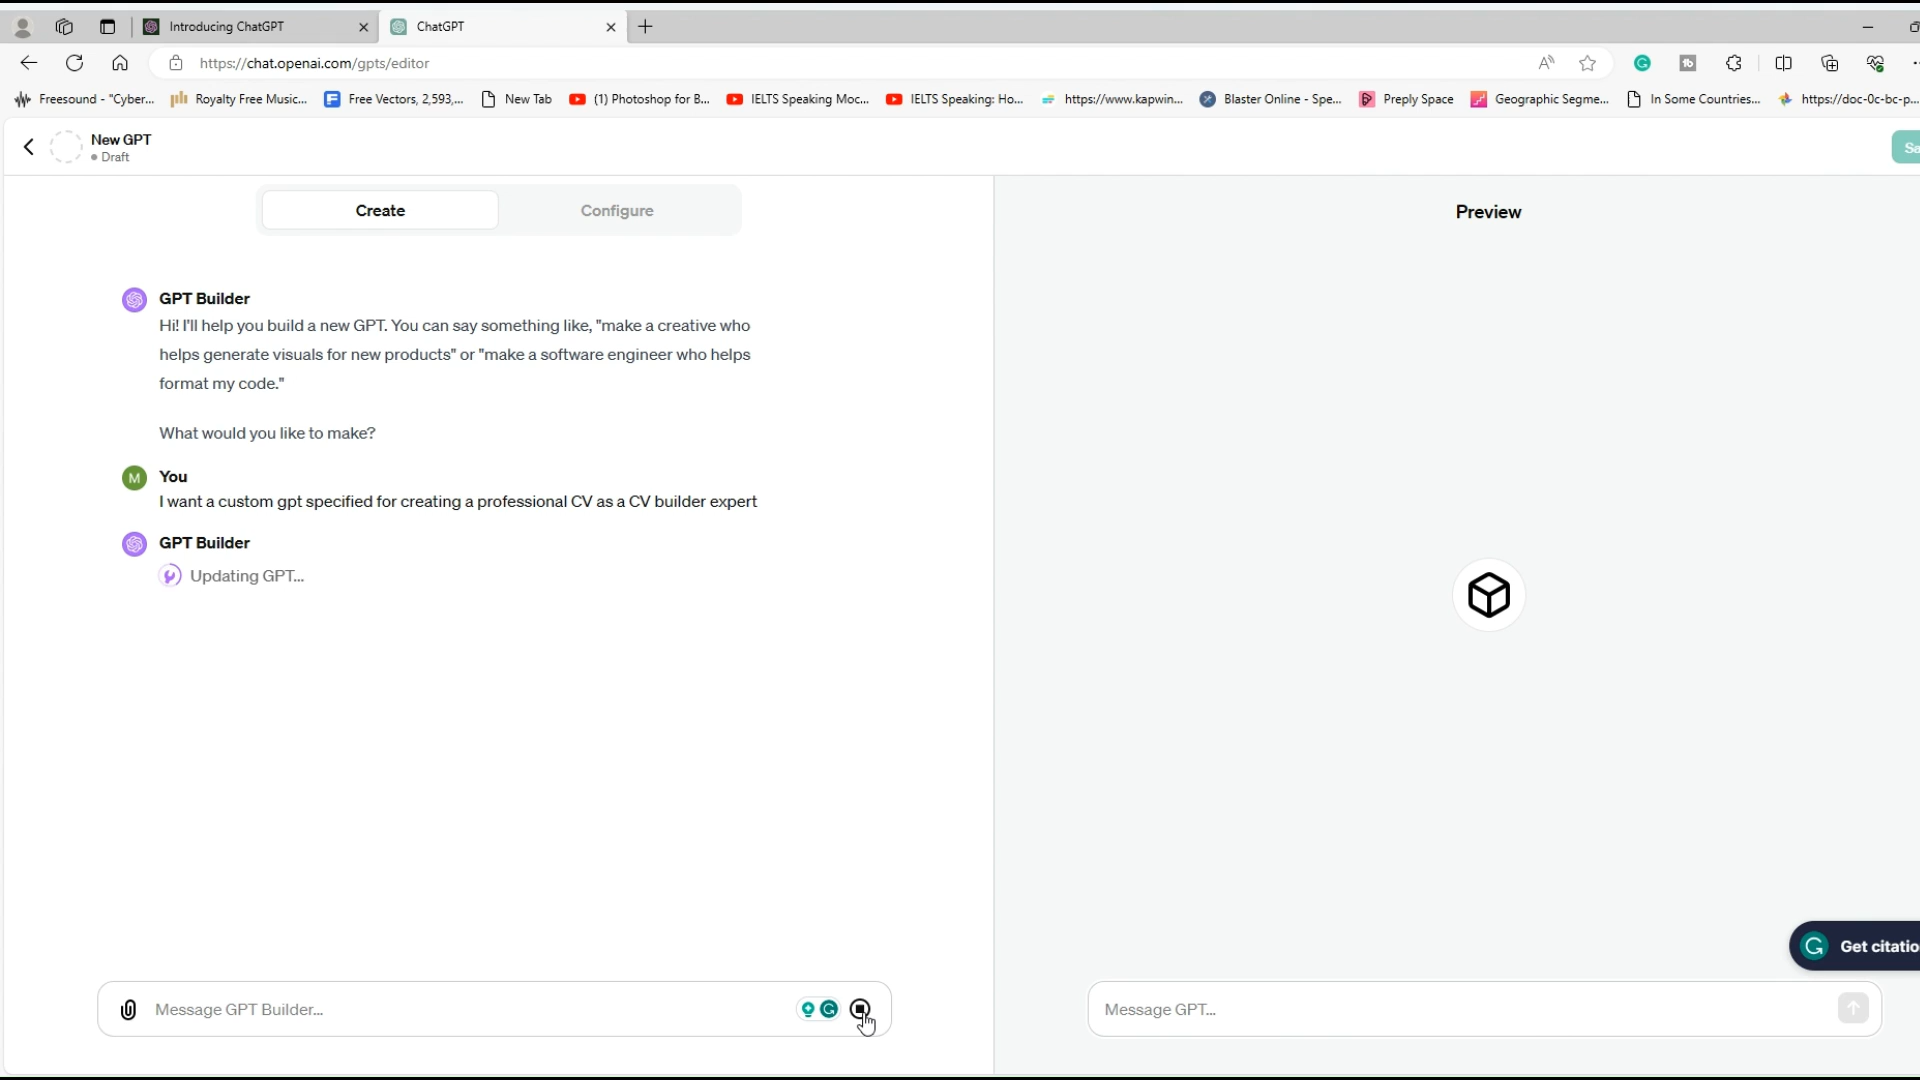 Introducing ChatGPT
ChatGPT
https://chat.openai.com/gpts/editor
Freesound - "Cyber...
Royalty Free Music...
Free Vectors, 2,593,...
New Tab
(1) Photoshop for B...
IELTS Speaking Moc...
IELTS Speaking: Ho...
https://www.kapwin...
Blaster Online - Spe...
Preply Space
Geographic Segme...
In Some Countries...
https://doc-0c-bc-p...
New GPT
Draft
Sa
Create
Configure
Preview
GPT Builder
Hi! I'll help you build a new GPT. You can say something like, "make a creative who
helps generate visuals for new products" or "make a software engineer who helps
format my code."
What would you like to make?
M
You
I want a custom gpt specified for creating a professional CV as a CV builder expert
GPT Builder
Updating GPT...
Get citatio
Message GPT Builder...
Message GPT...